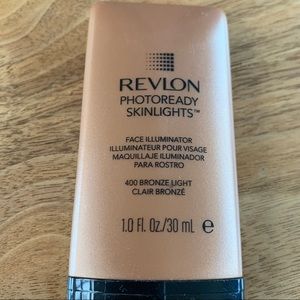 REVLON
PHOTOREADY
SKINLIGHTS™
FACE ILLUMINATOR
ILLUMINATEUR POUR VISAGE
MAQUILLAJE ILUMINADOR
PARA ROSTRO
400 BRONZE LIGHT
CLAIR BRONZÉ
1.0 Fl. Oz./30 mL ℮